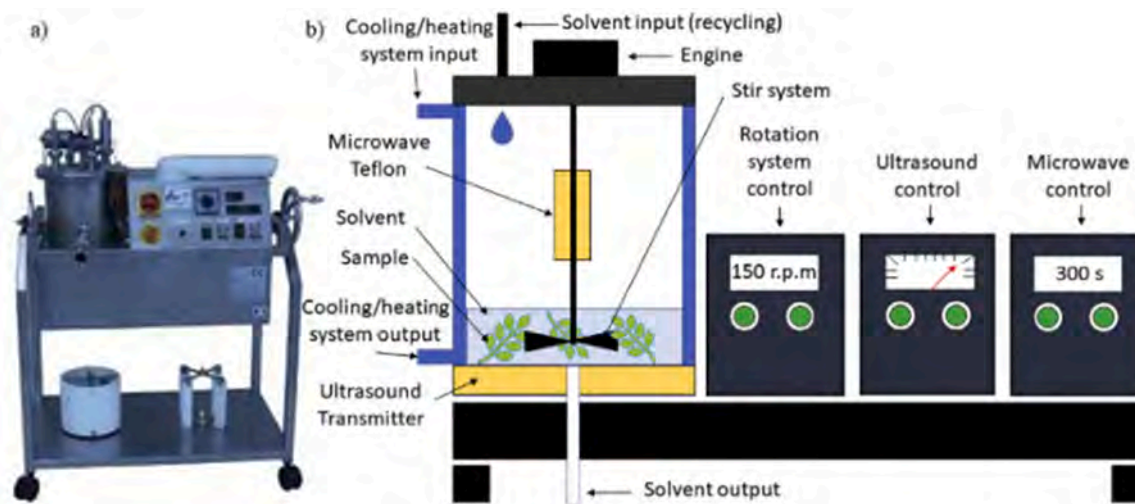 a)
b)
Cooling/heating
system input
Solvent input (recycling)
Engine
Stir system
Microwave
Teflon
Rotation
system
control
Ultrasound
control
Microwave
control
Solvent
Sample
150 r.p.m
300 s
Cooling/heating
system output
Ultrasound
Transmitter
Solvent output